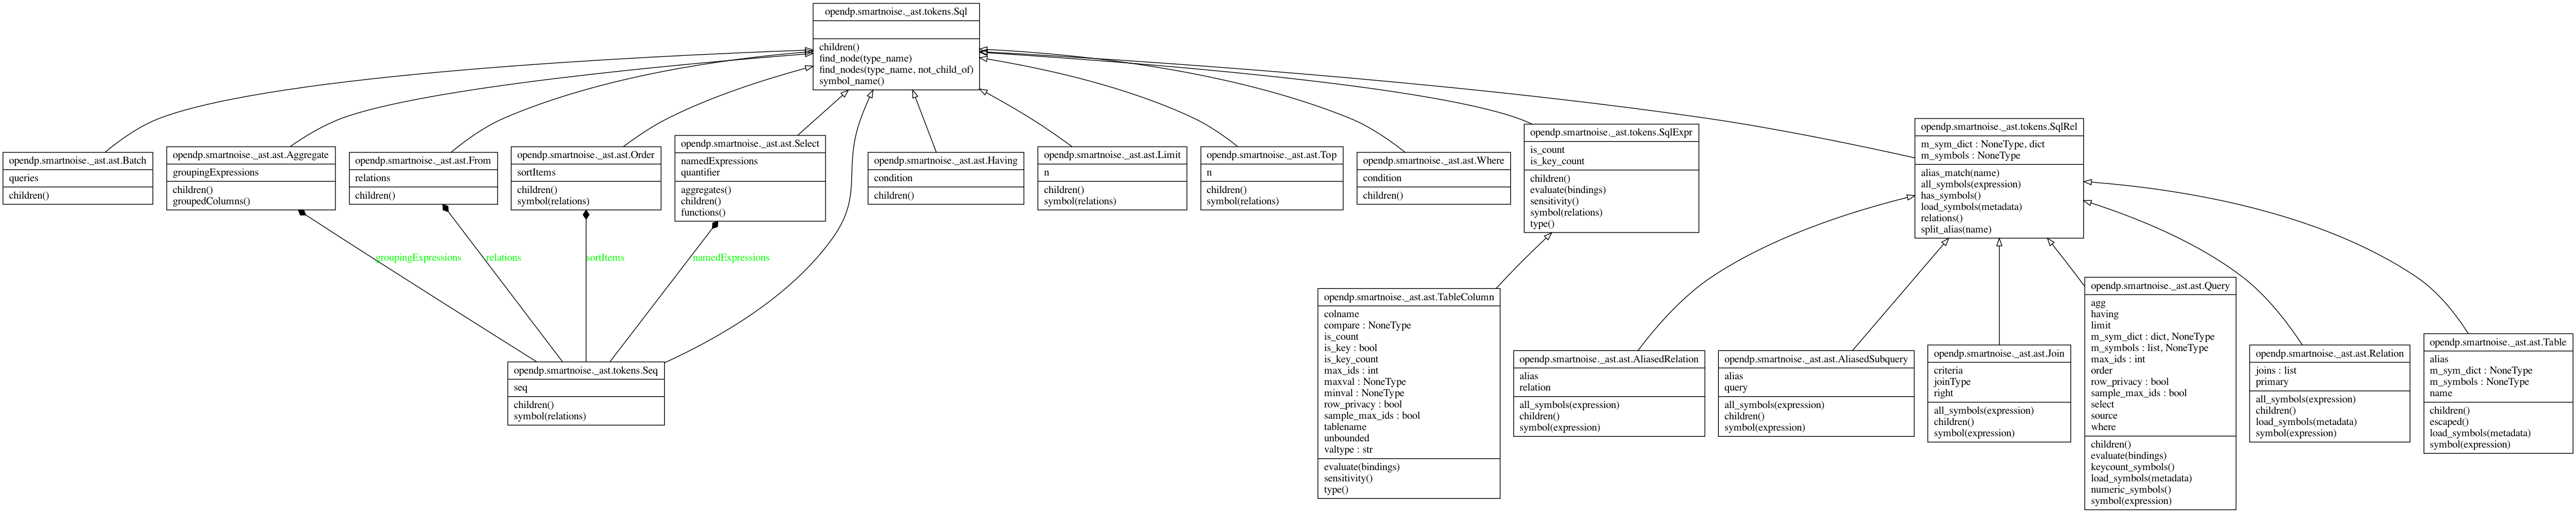 opendp.smartnoise._ast.tokens.Sql
children()
find_node(type_name)
find_nodes(type_name, not_child_of)
symbol_name()
opendp.smartnoise._ast.ast.Batch
queries
children()
opendp.smartnoise._ast.ast.Aggregate
groupingExpressions
children()
groupedColumns()
opendp.smartnoise._ast.ast.From
relations
children()
opendp.smartnoise._ast.ast.Order
sortItems
children()
symbol(relations)
opendp.smartnoise._ast.ast.Select
namedExpressions
quantifier
aggregates()
children()
functions()
opendp.smartnoise._ast.ast.Having
condition
children()
opendp.smartnoise._ast.ast.Limit
n
children()
symbol(relations)
opendp.smartnoise._ast.ast.Top
n
children()
symbol(relations)
opendp.smartnoise._ast.ast.Where
condition
children()
opendp.smartnoise._ast.tokens.SqlExpr
is_count
is_key_count
children()
evaluate(bindings)
sensitivity()
symbol(relations)
type()
opendp.smartnoise._ast.tokens.SqlRel
m_sym_dict : NoneType, dict
m_symbols : NoneType
alias_match(name)
all_symbols(expression)
has_symbols()
load_symbols(metadata)
relations()
split_alias(name)
groupingExpressions
relations
sortItems
namedExpressions
opendp.smartnoise._ast.tokens.Seq
seq
children()
symbol(relations)
opendp.smartnoise._ast.ast.TableColumn
colname
compare : NoneType
is_count
is_key : bool
is_key_count
max_ids : int
maxval : NoneType
minval : NoneType
row_privacy : bool
sample_max_ids : bool
tablename
unbounded
valtype : str
evaluate(bindings)
sensitivity()
type()
opendp.smartnoise._ast.ast.AliasedRelation
alias
relation
all_symbols(expression)
children()
symbol(expression)
opendp.smartnoise._ast.ast.AliasedSubquery
alias
query
all_symbols(expression)
children()
symbol(expression)
opendp.smartnoise._ast.ast.Join
criteria
joinType
right
all_symbols(expression)
children()
symbol(expression)
opendp.smartnoise._ast.ast.Query
agg
having
limit
m_sym_dict : dict, NoneType
m_symbols : list, NoneType
max_ids : int
order
row_privacy : bool
sample_max_ids : bool
select
source
where
children()
evaluate(bindings)
keycount_symbols()
load_symbols(metadata)
numeric_symbols()
symbol(expression)
opendp.smartnoise._ast.ast.Relation
joins : list
primary
all_symbols(expression)
children()
load_symbols(metadata)
symbol(expression)
opendp.smartnoise._ast.ast.Table
alias
m_sym_dict : NoneType
m_symbols : NoneType
name
children()
escaped()
load_symbols(metadata)
symbol(expression)